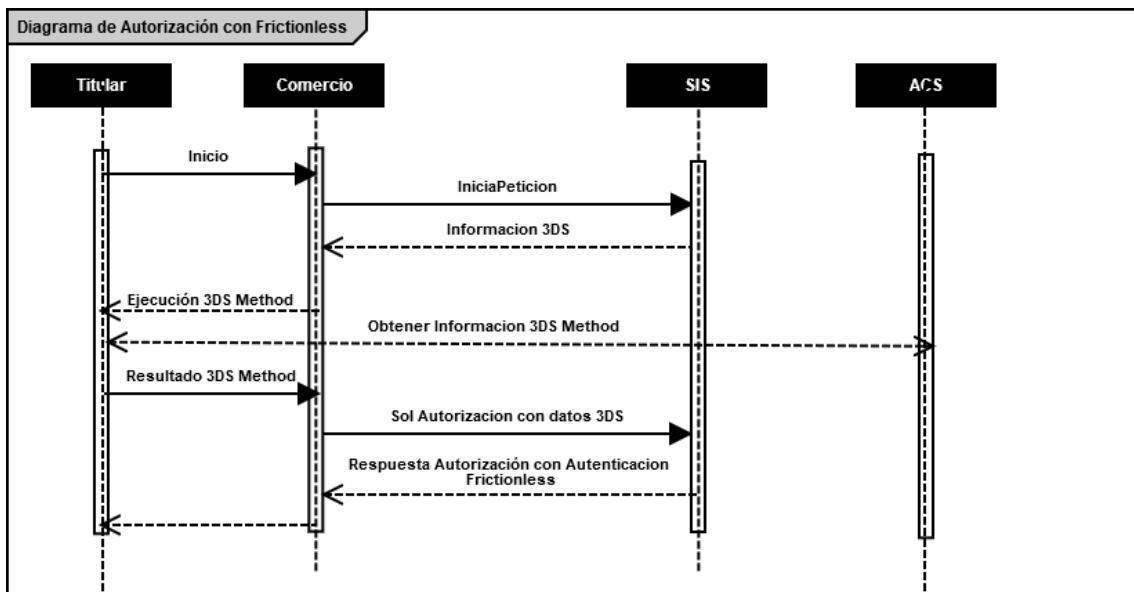 Diagrama de Autorización con Frictionless
Titular
Comercio
SIS
ACS
Inicio
IniciaPeticion
Informacion 3DS
Ejecución 3DS Method
Obtener Informacion 3DS Method
Resultado 3DS Method
Sol Autorizacion con datos 3DS
Respuesta Autorización con Autenticacion
Frictionless